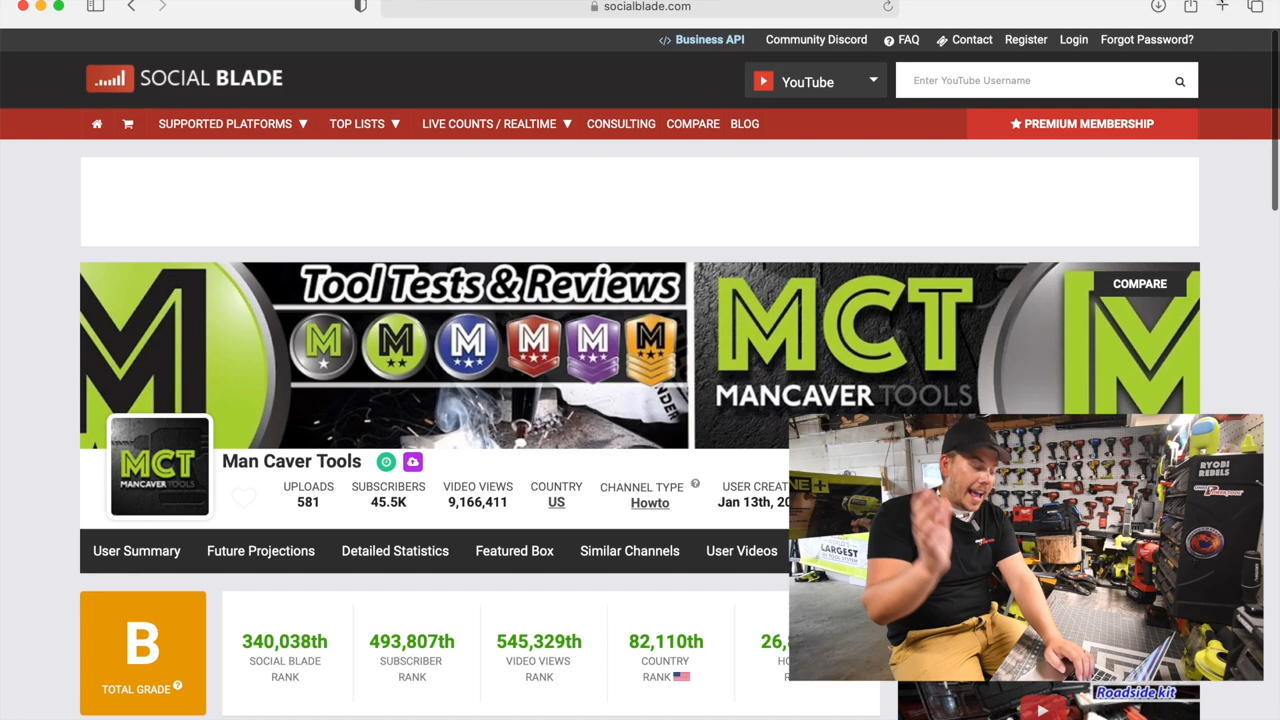 socialblade.com
</> Business API Community Discord FAQ Contact Register Login Forgot Password?
SOCIAL BLADE
YouTube
Enter YouTube Username
SUPPORTED PLATFORMS ▼ TOP LISTS ▼ LIVE COUNTS / REALTIME ▼ CONSULTING COMPARE BLOG
★ PREMIUM MEMBERSHIP
Tool Tests & Reviews
MCT
MANCAVER TOOLS
COMPARE
M
M
M
M
M
M
M
M
MCT
MANCAVER TOOLS
Man Caver Tools
UPLOADS SUBSCRIBERS VIDEO VIEWS COUNTRY CHANNEL TYPE USER CREAT
581 45.5K 9,166,411 US Howto Jan 13th, 20
User Summary Future Projections Detailed Statistics Featured Box Similar Channels User Videos
B
TOTAL GRADE
340,038th 493,807th 545,329th 82,110th 26,
SOCIAL BLADE RANK
SUBSCRIBER RANK
VIDEO VIEWS RANK
COUNTRY RANK
RANK
NE+
LARGEST
RYOBI
REBELS
Roadside kit